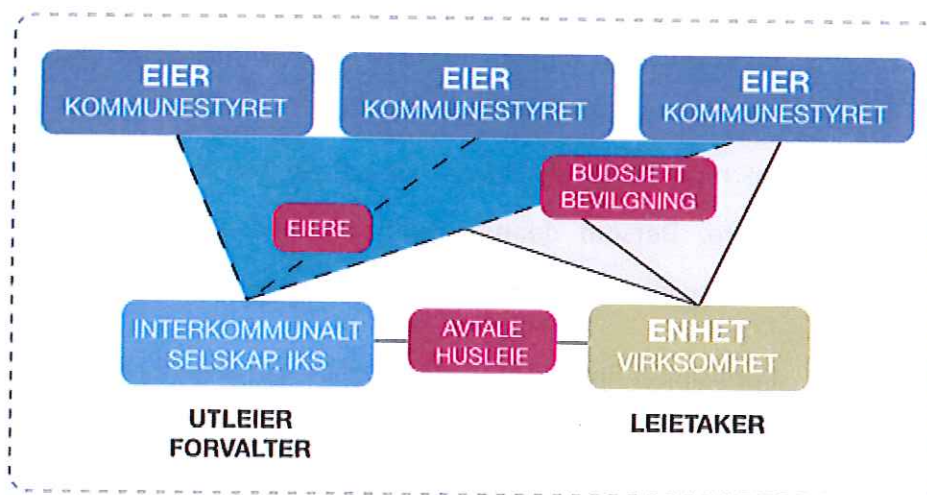 EIER
KOMMUNESTYRET
EIER
KOMMUNESTYRET
EIER
KOMMUNESTYRET
BUDSJETT
BEVILGNING
EIERE
INTERKOMMUNALT
SELSKAP, IKS
AVTALE
HUSLEIE
ENHET
VIRKSOMHET
UTLEIER
FORVALTER
LEIETAKER